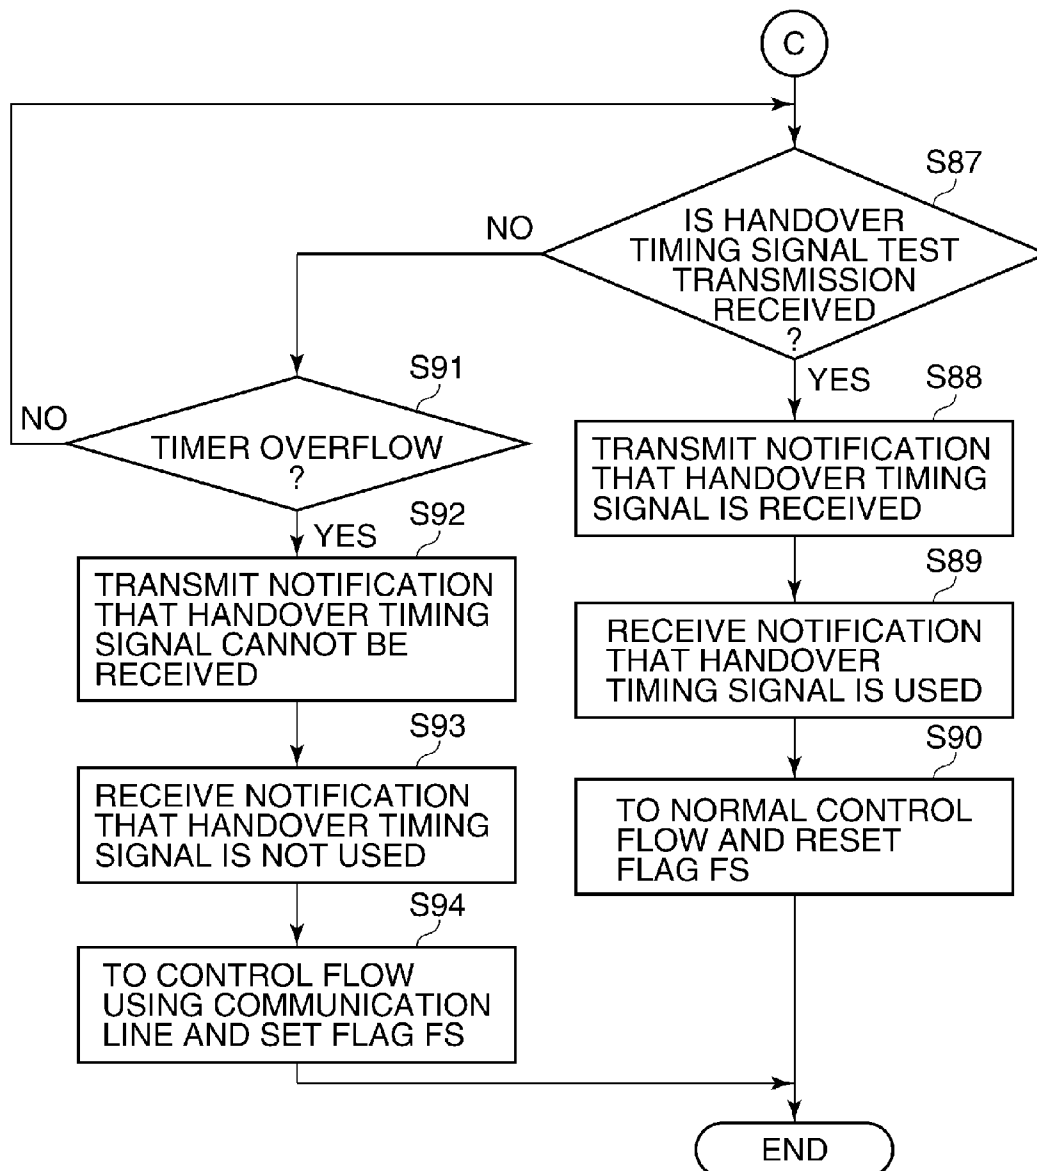 C
S87
IS HANDOVER
TIMING SIGNAL TEST
TRANSMISSION
RECEIVED
?
NO
YES
S91
NO
TIMER OVERFLOW
?
YES
S88
TRANSMIT NOTIFICATION
THAT HANDOVER TIMING
SIGNAL IS RECEIVED
S92
TRANSMIT NOTIFICATION
THAT HANDOVER TIMING
SIGNAL CANNOT BE
RECEIVED
S89
RECEIVE NOTIFICATION
THAT HANDOVER
TIMING SIGNAL IS USED
S93
RECEIVE NOTIFICATION
THAT HANDOVER TIMING
SIGNAL IS NOT USED
S90
TO NORMAL CONTROL
FLOW AND RESET
FLAG FS
S94
TO CONTROL FLOW
USING COMMUNICATION
LINE AND SET FLAG FS
END